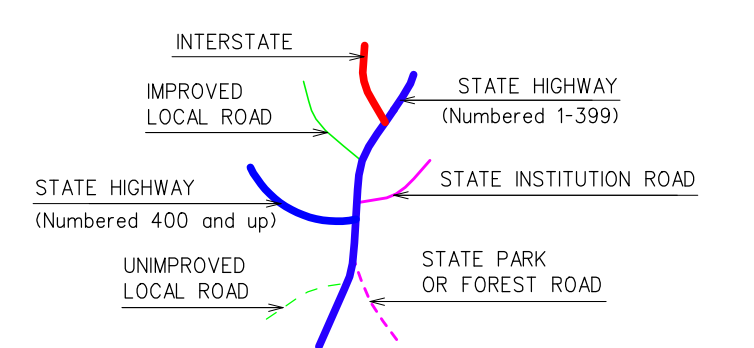 INTERSTATE
STATE HIGHWAY
(Numbered 1-399)
IMPROVED
LOCAL ROAD
STATE INSTITUTION ROAD
STATE HIGHWAY
(Numbered 400 and up)
UNIMPROVED
LOCAL ROAD
STATE PARK
OR FOREST ROAD